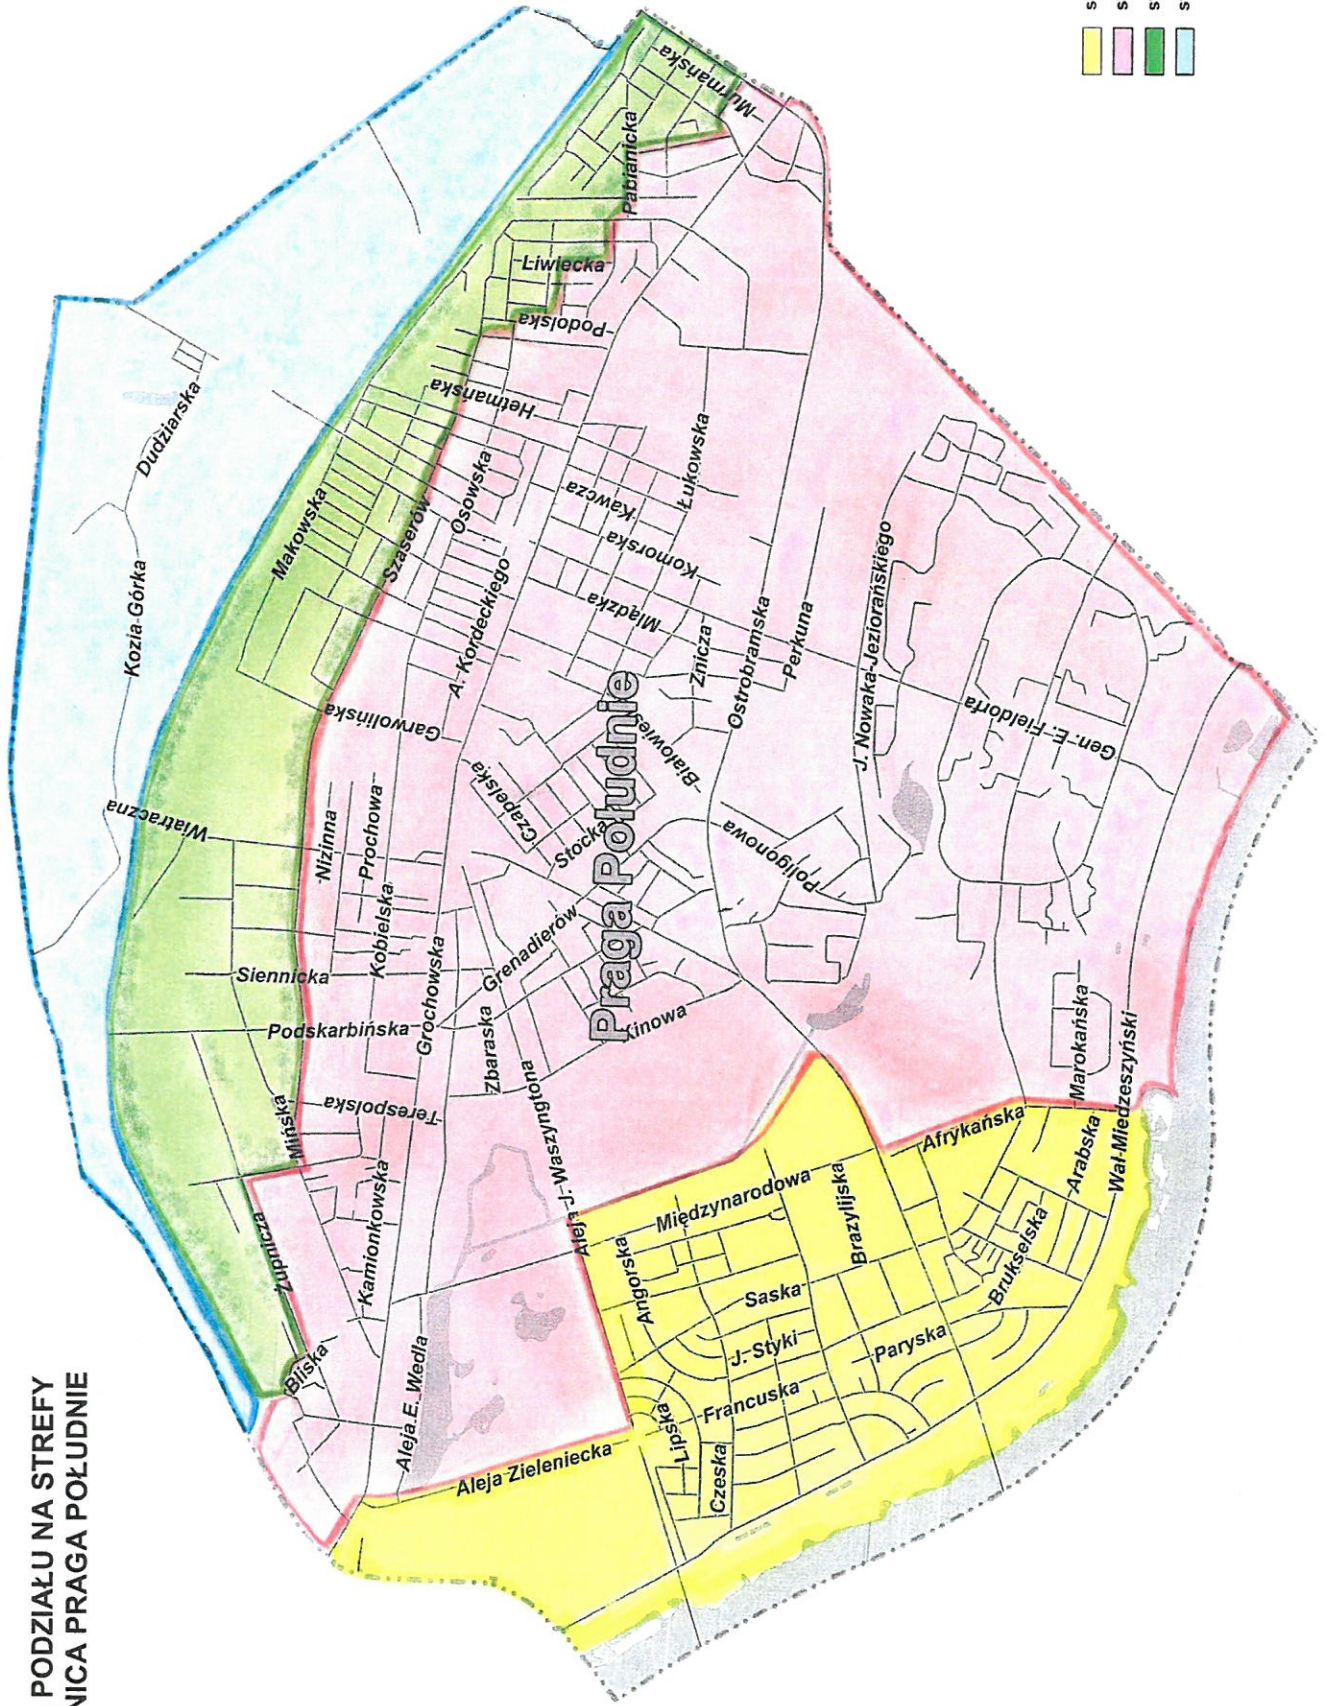 PODZIAŁU NA STREFY
NICA PRAGA POŁUDNIE
s
s
s
s
Murmańska
Pabianicka
Liwiecka
Podolska
Hetmańska
Dudziarska
Kozia-Górka
Makowska
Szaserów
Osowska
Kawcza
Łukowska
Komorska
A. Kordeckiego
Mlądzka
Znicza
Ostrobramska
Perkuna
J. Nowaka-Jeziorańskiego
Garwolińska
Białowies
Gen. E. Fieldorfa
Praga Południe
Wiatraczna
Nizinna
Prochowa
Czapelska
Stocka
Poligonowa
Kobielska
Siennicka
Grochowska
Grenadierów
Podskarbińska
Zbaraska
Kinowa
Marokańska
Wał Miedzeszyński
Mińska
Terespolska
Aleja J. Waszyngtona
Afrykańska
Arabska
Kamionkowska
Żupnicza
Międzynarodowa
Brazylijska
Brukselska
Angorska
Saska
J. Styki
Paryska
Bliska
Aleja E. Wedla
Francuska
Lipska
Czeska
Aleja Zieleniecka